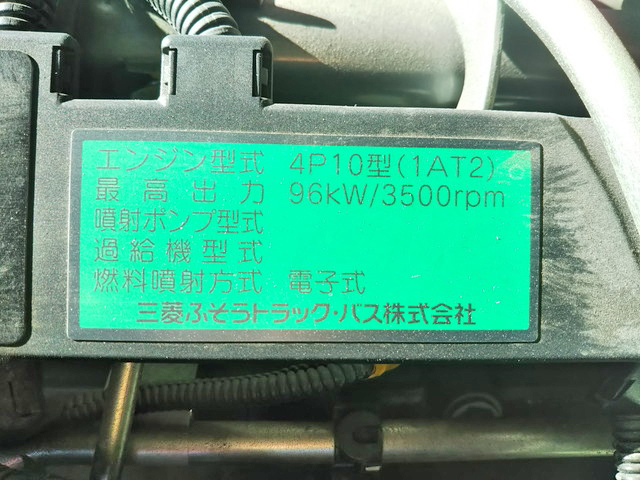 エンジン型式 4P10型(1AT2)
最高出力 96kW/3500rpm
噴射ポンプ型式
過給機型式
燃料噴射方式 電子式
三菱ふそうトラック・バス株式会社